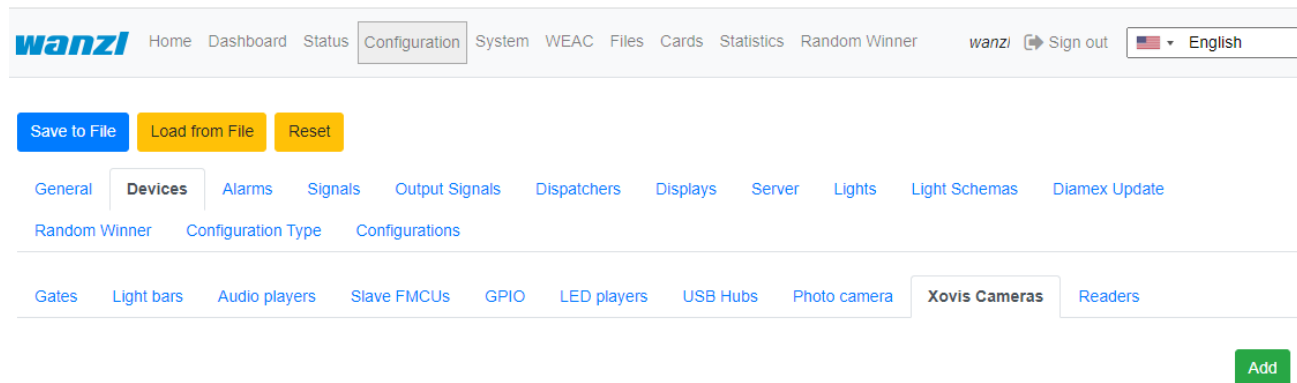 wanzl Home Dashboard Status Configuration System WEAC Files Cards Statistics Random Winner wanzl Sign out English
Save to File Load from File Reset
General Devices Alarms Signals Output Signals Dispatchers Displays Server Lights Light Schemas Diamex Update
Random Winner Configuration Type Configurations
Gates Light bars Audio players Slave FMCUs GPIO LED players USB Hubs Photo camera Xovis Cameras Readers
Add